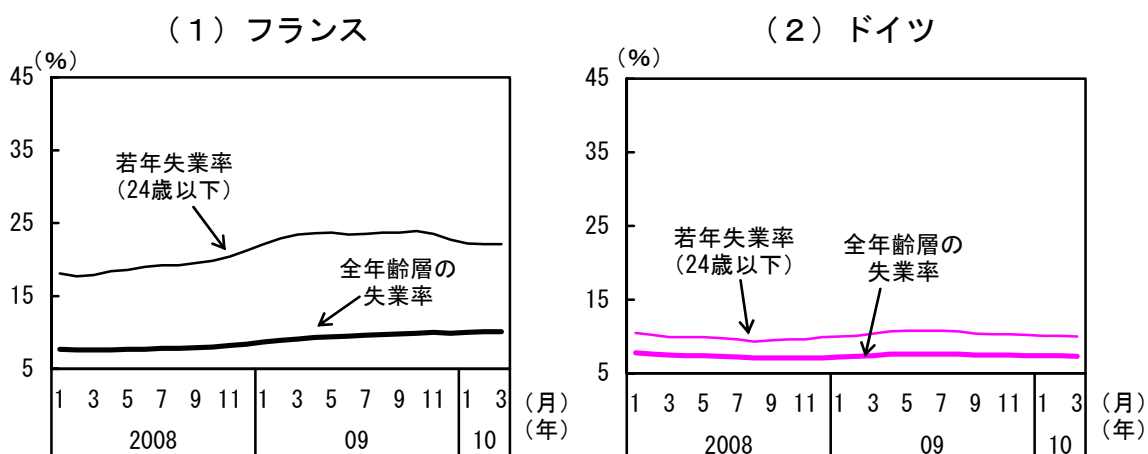 （１）フランス
（%）
45
35
25
15
5
若年失業率
（24歳以下）
全年齢層の
失業率
1 3 5 7 9 11 1 3 5 7 9 11 1 3 （月）
2008 09 10 （年）
（２）ドイツ
（%）
45
35
25
15
5
若年失業率
（24歳以下）
全年齢層の
失業率
1 3 5 7 9 11 1 3 5 7 9 11 1 3 （月）
2008 09 10 （年）